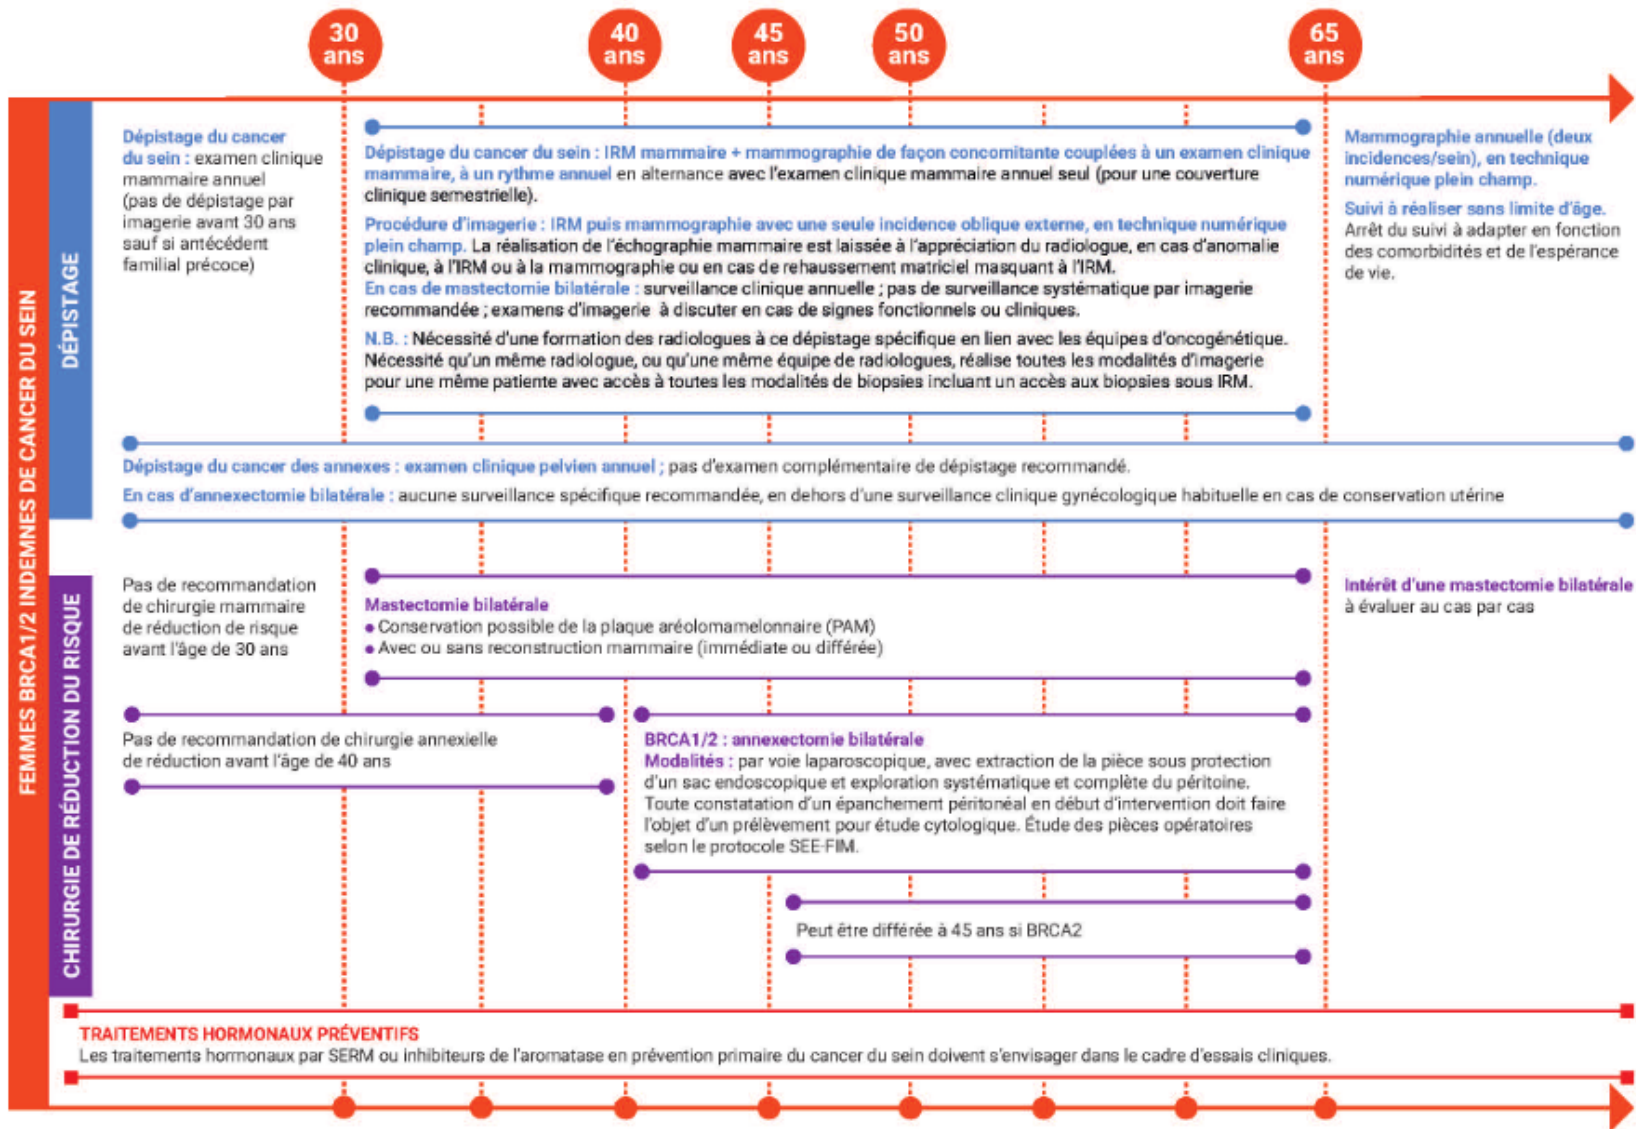 30
ans
40
ans
45
ans
50
ans
65
ans
FEMMES BRCA1/2 INDEMNES DE CANCER DU SEIN
DÉPISTAGE
Dépistage du cancer
du sein : examen clinique
mammaire annuel
(pas de dépistage par
imagerie avant 30 ans
sauf si antécédent
familial précoce)
Dépistage du cancer du sein : IRM mammaire + mammographie de façon concomitante couplées à un examen clinique
mammaire, à un rythme annuel en alternance avec l'examen clinique mammaire annuel seul (pour une couverture
clinique semestrielle).
Procédure d'imagerie : IRM puis mammographie avec une seule incidence oblique externe, en technique numérique
plein champ. La réalisation de l'échographie mammaire est laissée à l'appréciation du radiologue, en cas d'anomalie
clinique, à l'IRM ou à la mammographie ou en cas de rehaussement matriciel masquant à l'IRM.
En cas de mastectomie bilatérale : surveillance clinique annuelle ; pas de surveillance systématique par imagerie
recommandée ; examens d'imagerie à discuter en cas de signes fonctionnels ou cliniques.
N.B. : Nécessité d'une formation des radiologues à ce dépistage spécifique en lien avec les équipes d'oncogénétique.
Nécessité qu'un même radiologue, ou qu'une même équipe de radiologues, réalise toutes les modalités d'imagerie
pour une même patiente avec accès à toutes les modalités de biopsies incluant un accès aux biopsies sous IRM.
Mammographie annuelle (deux
incidences/sein), en technique
numérique plein champ.
Suivi à réaliser sans limite d'âge.
Arrêt du suivi à adapter en fonction
des comorbidités et de l'espérance
de vie.
Dépistage du cancer des annexes : examen clinique pelvien annuel ; pas d'examen complémentaire de dépistage recommandé.
En cas d'annexectomie bilatérale : aucune surveillance spécifique recommandée, en dehors d'une surveillance clinique gynécologique habituelle en cas de conservation utérine
CHIRURGIE DE RÉDUCTION DU RISQUE
Pas de recommandation
de chirurgie mammaire
de réduction de risque
avant l'âge de 30 ans
Mastectomie bilatérale
● Conservation possible de la plaque aréolomamelonnaire (PAM)
● Avec ou sans reconstruction mammaire (immédiate ou différée)
Intérêt d'une mastectomie bilatérale
à évaluer au cas par cas
Pas de recommandation de chirurgie annexielle
de réduction avant l'âge de 40 ans
BRCA1/2 : annexectomie bilatérale
Modalités : par voie laparoscopique, avec extraction de la pièce sous protection
d'un sac endoscopique et exploration systématique et complète du péritoine.
Toute constatation d'un épanchement péritonéal en début d'intervention doit faire
l'objet d'un prélèvement pour étude cytologique. Étude des pièces opératoires
selon le protocole SEE-FIM.
Peut être différée à 45 ans si BRCA2
TRAITEMENTS HORMONAUX PRÉVENTIFS
Les traitements hormonaux par SERM ou inhibiteurs de l'aromatase en prévention primaire du cancer du sein doivent s'envisager dans le cadre d'essais cliniques.